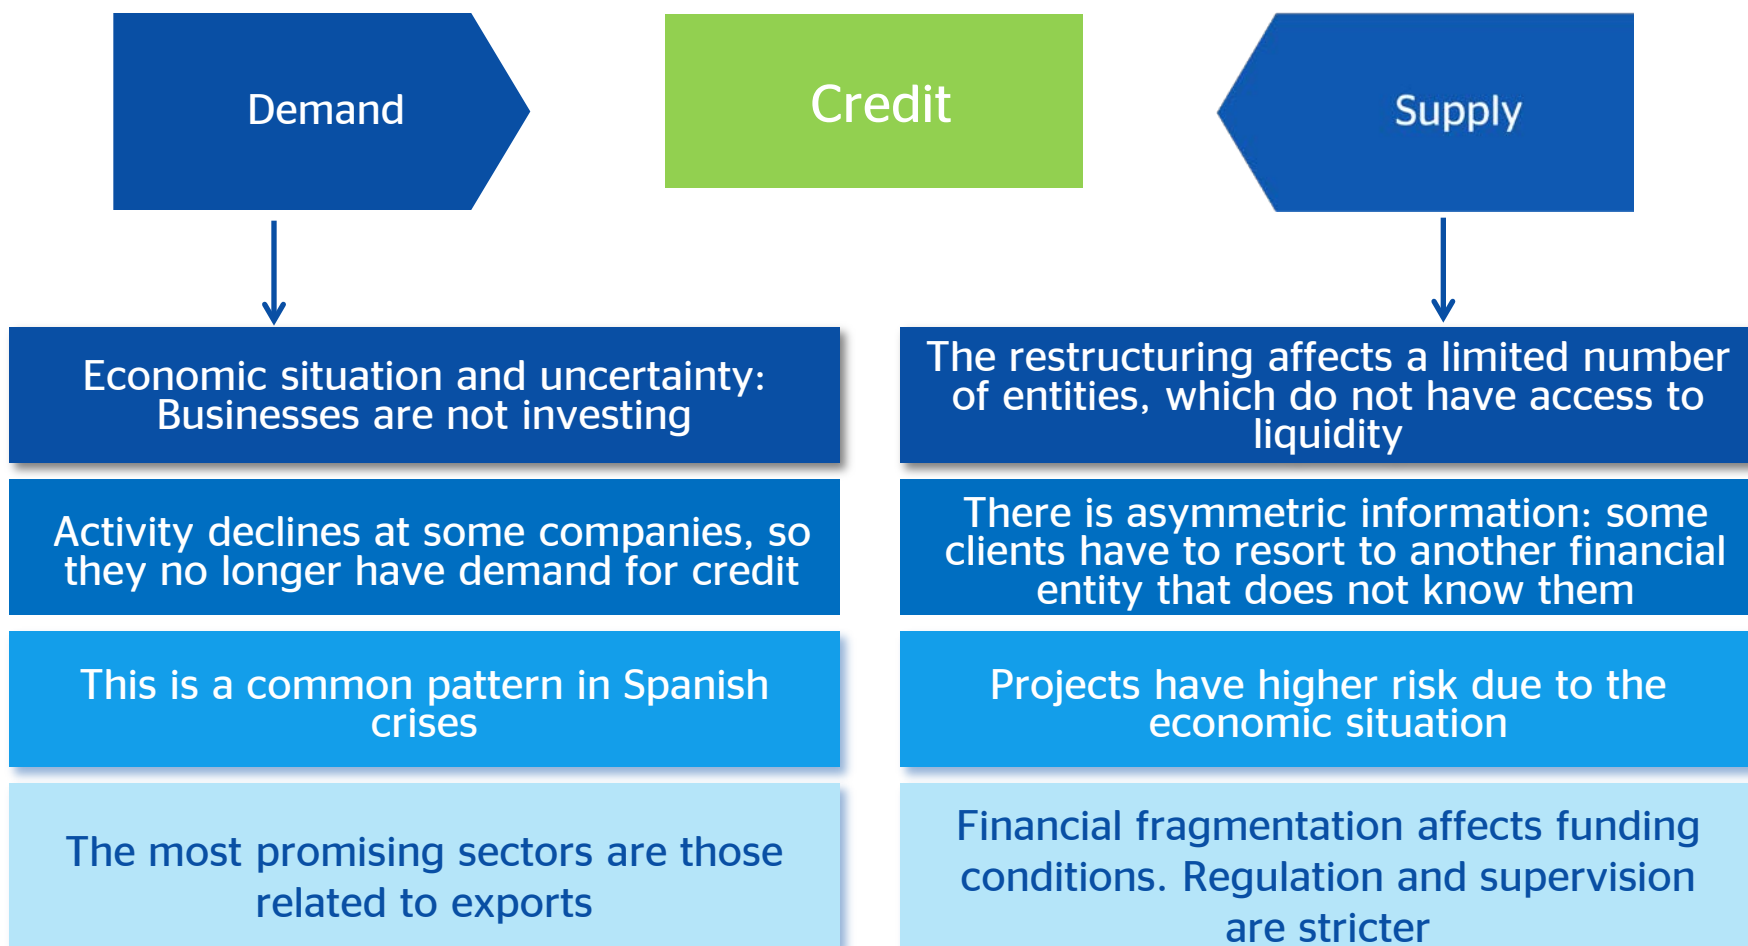 Demand
Credit
Supply
Economic situation and uncertainty:
Businesses are not investing
Activity declines at some companies, so
they no longer have demand for credit
This is a common pattern in Spanish
crises
The most promising sectors are those
related to exports
The restructuring affects a limited number
of entities, which do not have access to
liquidity
There is asymmetric information: some
clients have to resort to another financial
entity that does not know them
Projects have higher risk due to the
economic situation
Financial fragmentation affects funding
conditions. Regulation and supervision
are stricter